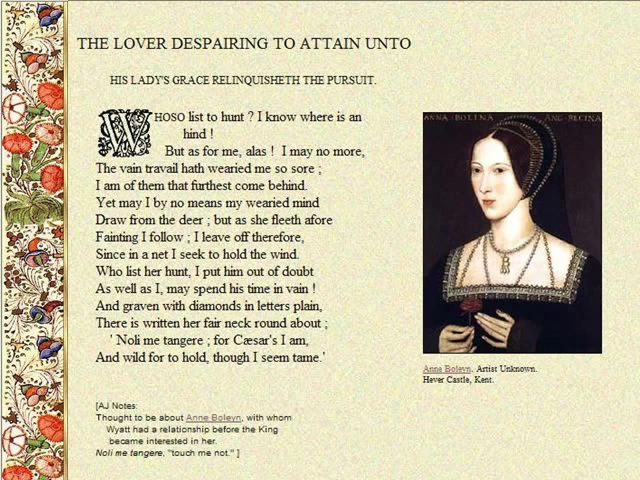 THE LOVER DESPAIRING TO ATTAIN UNTO
HIS LADY'S GRACE RELINQUISHETH THE PURSUIT.
WHOSO list to hunt ? I know where is an
hind !
But as for me, alas ! I may no more,
The vain travail hath wearied me so sore ;
I am of them that furthest come behind.
Yet may I by no means my wearied mind
Draw from the deer ; but as she fleeth afore
Fainting I follow ; I leave off therefore,
Since in a net I seek to hold the wind.
Who list her hunt, I put him out of doubt
As well as I, may spend his time in vain !
And graven with diamonds in letters plain,
There is written her fair neck round about ;
' Noli me tangere ; for Cæsar's I am,
And wild for to hold, though I seem tame.'
[AJ Notes:
Thought to be about Anne Boleyn, with whom
Wyatt had a relationship before the King
became interested in her.
Noli me tangere, "touch me not." ]
ANNA · BOLINA ANG · REGINA
Anne Boleyn. Artist Unknown.
Hever Castle, Kent.